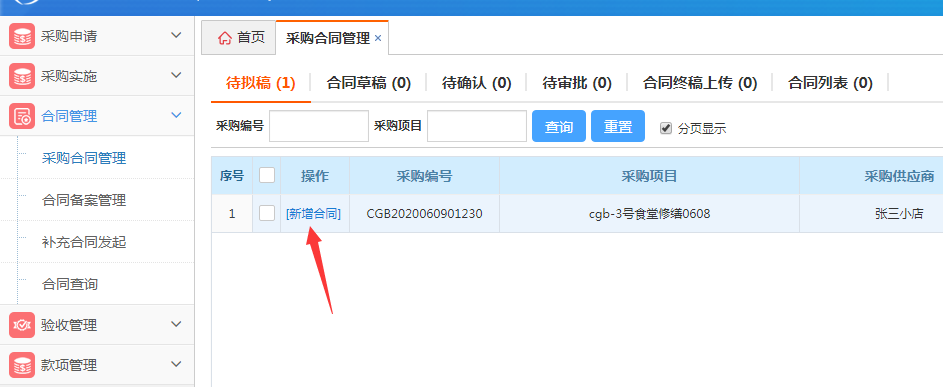 首页
采购合同管理 ×
采购申请
采购实施
合同管理
采购合同管理
合同备案管理
补充合同发起
合同查询
验收管理
款项管理
待拟稿 (1) 合同草稿 (0) 待确认 (0) 待审批 (0) 合同终稿上传 (0) 合同列表 (0)
采购编号 采购项目 查询 重置 分页显示
序号 操作 采购编号 采购项目 采购供应商
1 [新增合同] CGB2020060901230 cgb-3号食堂修缮0608 张三小店